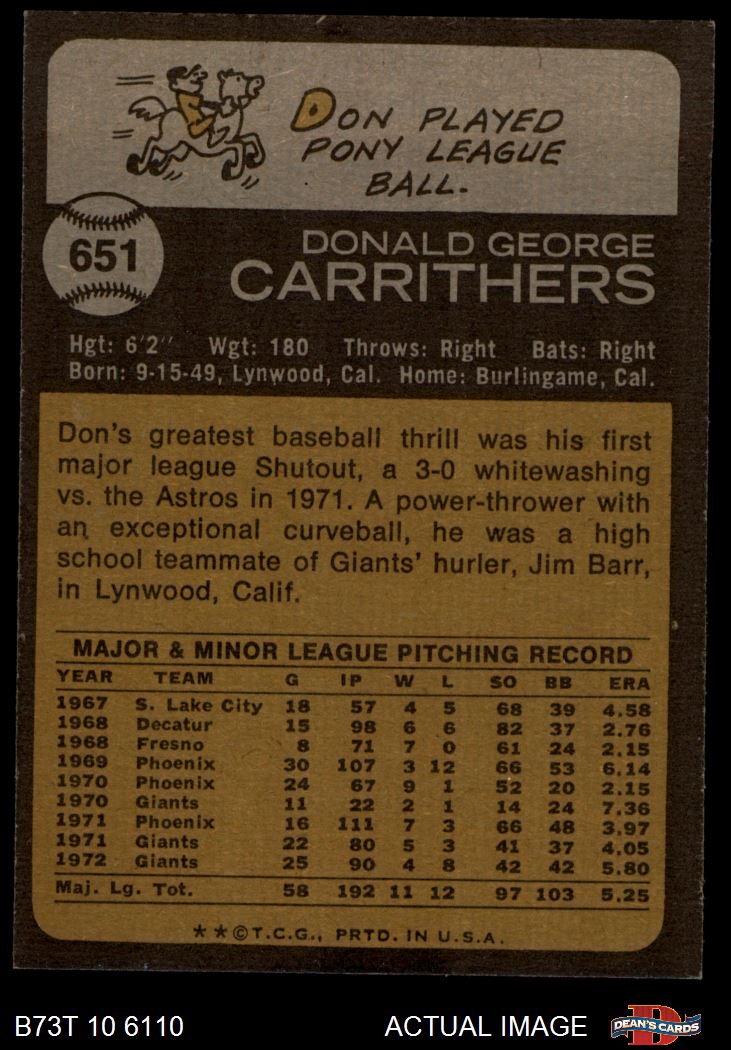 DON PLAYED
PONY LEAGUE
BALL.
651
DONALD GEORGE
CARRITHERS
Hgt: 6'2" Wgt: 180 Throws: Right Bats: Right
Born: 9-15-49, Lynwood, Cal. Home: Burlingame, Cal.
Don's greatest baseball thrill was his first
major league Shutout, a 3-0 whitewashing
vs. the Astros in 1971. A power-thrower with
an exceptional curveball, he was a high
school teammate of Giants' hurler, Jim Barr,
in Lynwood, Calif.
MAJOR & MINOR LEAGUE PITCHING RECORD
YEAR TEAM G IP W L SO BB ERA
1967 S. Lake City 18 57 4 5 68 39 4.58
1968 Decatur 15 98 6 6 82 37 2.76
1968 Fresno 8 71 7 0 61 24 2.15
1969 Phoenix 30 107 3 12 66 53 6.14
1970 Phoenix 24 67 9 1 52 20 2.15
1970 Giants 11 22 2 1 14 24 7.36
1971 Phoenix 16 111 7 3 66 48 3.97
1971 Giants 22 80 5 3 41 37 4.05
1972 Giants 25 90 4 8 42 42 5.80
Maj. Lg. Tot. 58 192 11 12 97 103 5.25
**©T.C.G., PRTD. IN U.S.A.
B73T 10 6110 ACTUAL IMAGE
D
DEAN'S CARDS